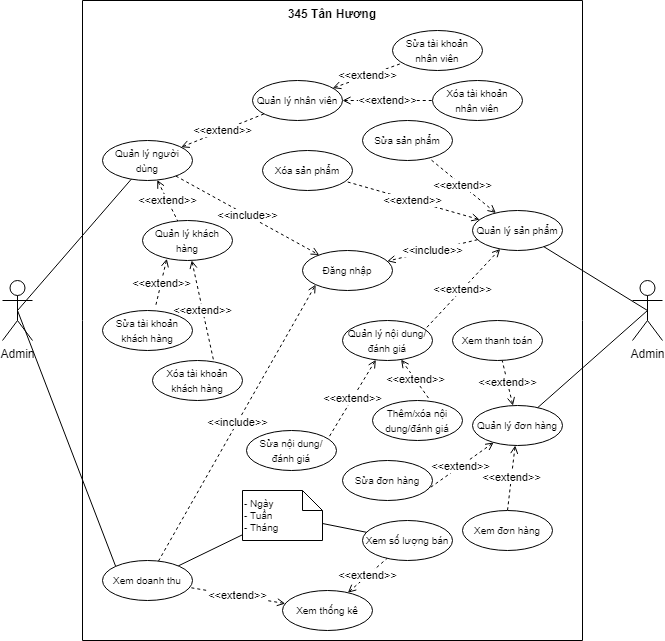 345 Tân Hương
Sửa tài khoản
nhân viên
<<extend>>
Quản lý nhân viên
<<extend>>
Xóa tài khoản
nhân viên
<<extend>>
Sửa sản phẩm
Quản lý người
dùng
Xóa sản phẩm
<<extend>>
<<extend>>
<<extend>>
<<include>>
Quản lý sản phẩm
Quản lý khách
hàng
<<include>>
Đăng nhập
<<extend>>
<<extend>>
<<extend>>
Sửa tài khoản
khách hàng
Quản lý nội dung/
đánh giá
Xem thanh toán
Admin
Admin
Xóa tài khoản
khách hàng
<<extend>>
<<extend>>
<<extend>>
<<include>>
Thêm/xóa nội
dung/đánh giá
Quản lý đơn hàng
Sửa nội dung/
đánh giá
<<extend>>
<<extend>>
Sửa đơn hàng
- Ngày
- Tuần
- Tháng
Xem đơn hàng
Xem số lượng bán
Xem doanh thu
<<extend>>
<<extend>>
Xem thống kê